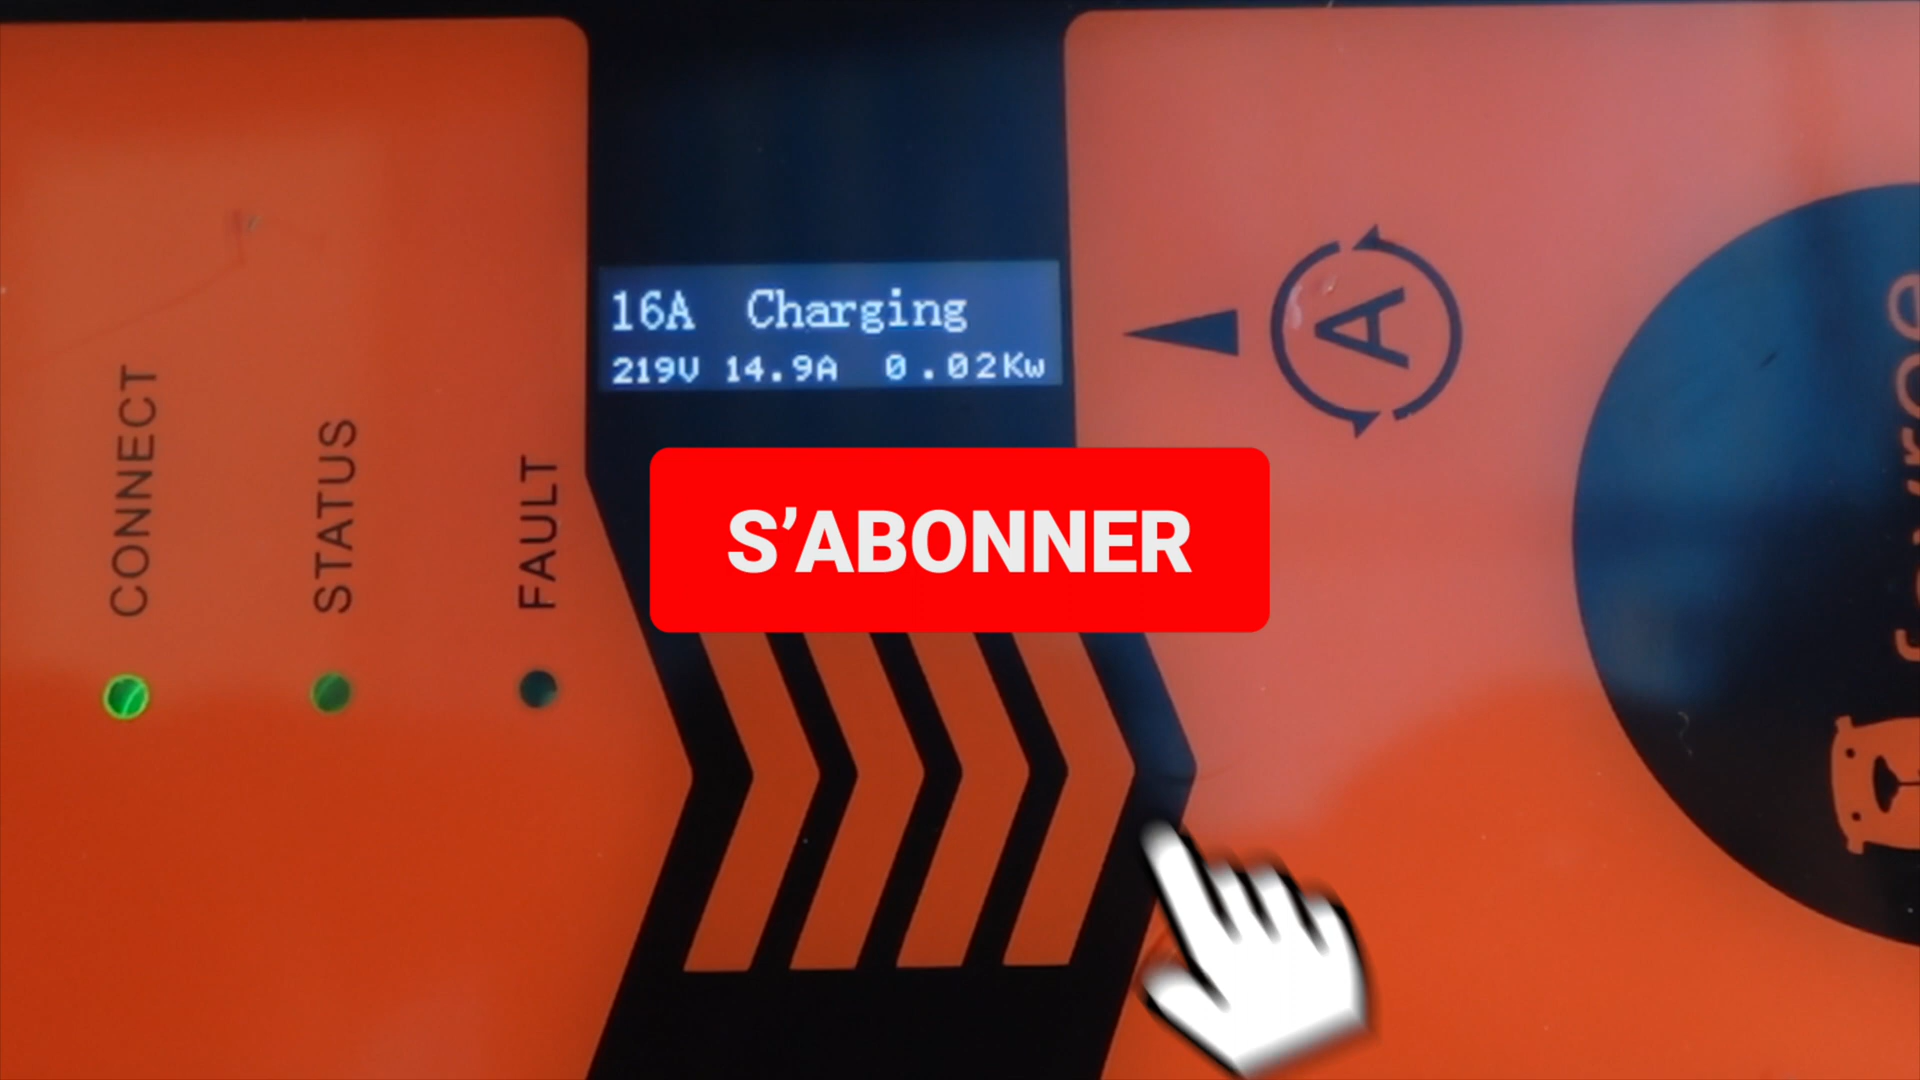 16A Charging
219V 14.9A 0.02Kw
CONNECT
STATUS
FAULT
A
S'ABONNER